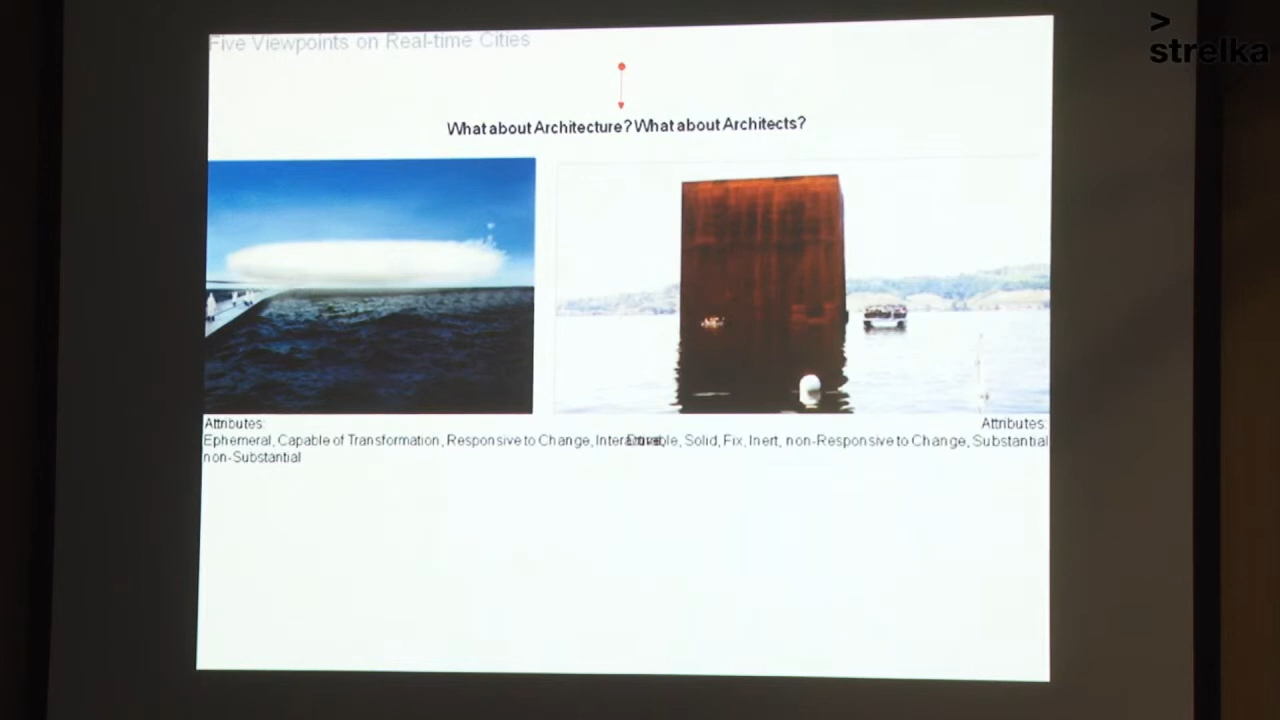 > strelka
Five Viewpoints on Real-time Cities
What about Architecture? What about Architects?
Attributes:
Ephemeral, Capable of Transformation, Responsive to Change,
non-Substantial
Attributes:
Solid, Fix, Inert, non-Responsive to Change, Substantial